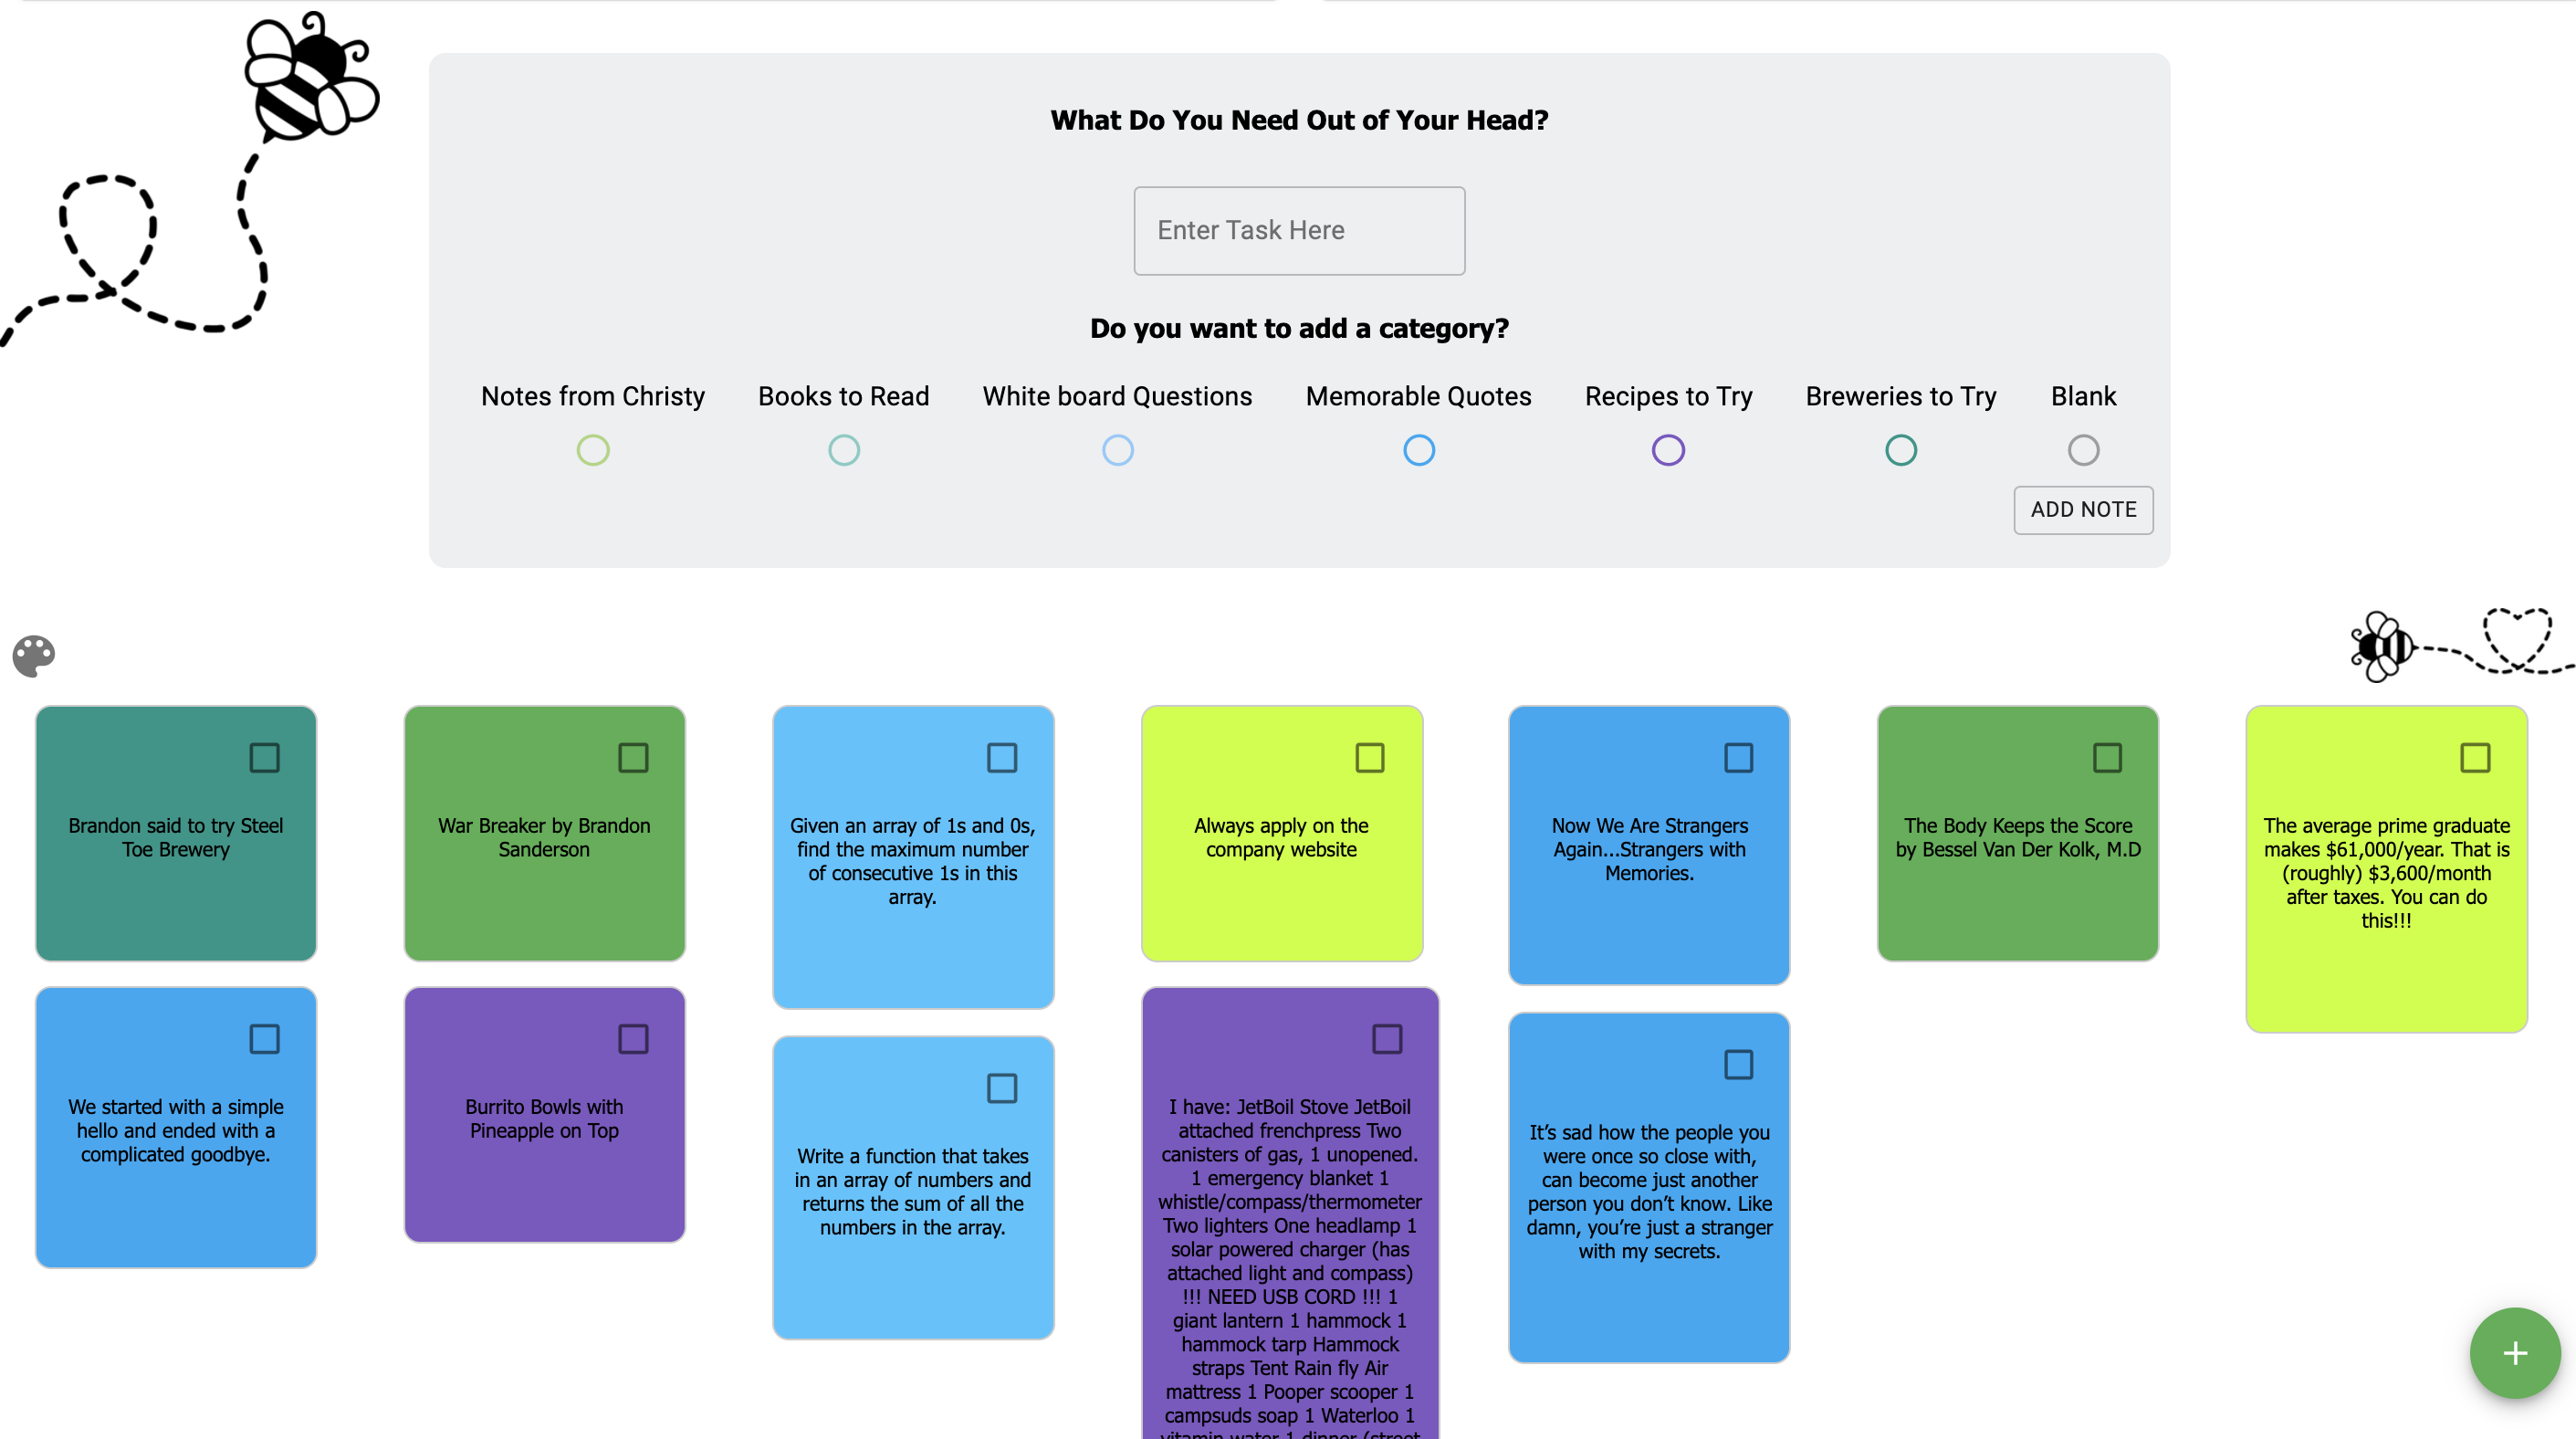 What Do You Need Out of Your Head?
Enter Task Here
Do you want to add a category?
Notes from Christy
Books to Read
White board Questions
Memorable Quotes
Recipes to Try
Breweries to Try
Blank
ADD NOTE
Brandon said to try Steel
Toe Brewery
War Breaker by Brandon
Sanderson
Given an array of 1s and 0s,
find the maximum number
of consecutive 1s in this
array.
Always apply on the
company website
Now We Are Strangers
Again...Strangers with
Memories.
The Body Keeps the Score
by Bessel Van Der Kolk, M.D
The average prime graduate
makes $61,000/year. That is
(roughly) $3,600/month
after taxes. You can do
this!!!
We started with a simple
hello and ended with a
complicated goodbye.
Burrito Bowls with
Pineapple on Top
Write a function that takes
in an array of numbers and
returns the sum of all the
numbers in the array.
I have: JetBoil Stove JetBoil
attached frenchpress Two
canisters of gas, 1 unopened.
1 emergency blanket 1
whistle/compass/thermometer
Two lighters One headlamp 1
solar powered charger (has
attached light and compass)
!!! NEED USB CORD !!! 1
giant lantern 1 hammock 1
hammock tarp Hammock
straps Tent Rain fly Air
mattress 1 Pooper scooper 1
campsuds soap 1 Waterloo 1
vitamin water 1 dinner (street
It’s sad how the people you
were once so close with,
can become just another
person you don’t know. Like
damn, you’re just a stranger
with my secrets.
+